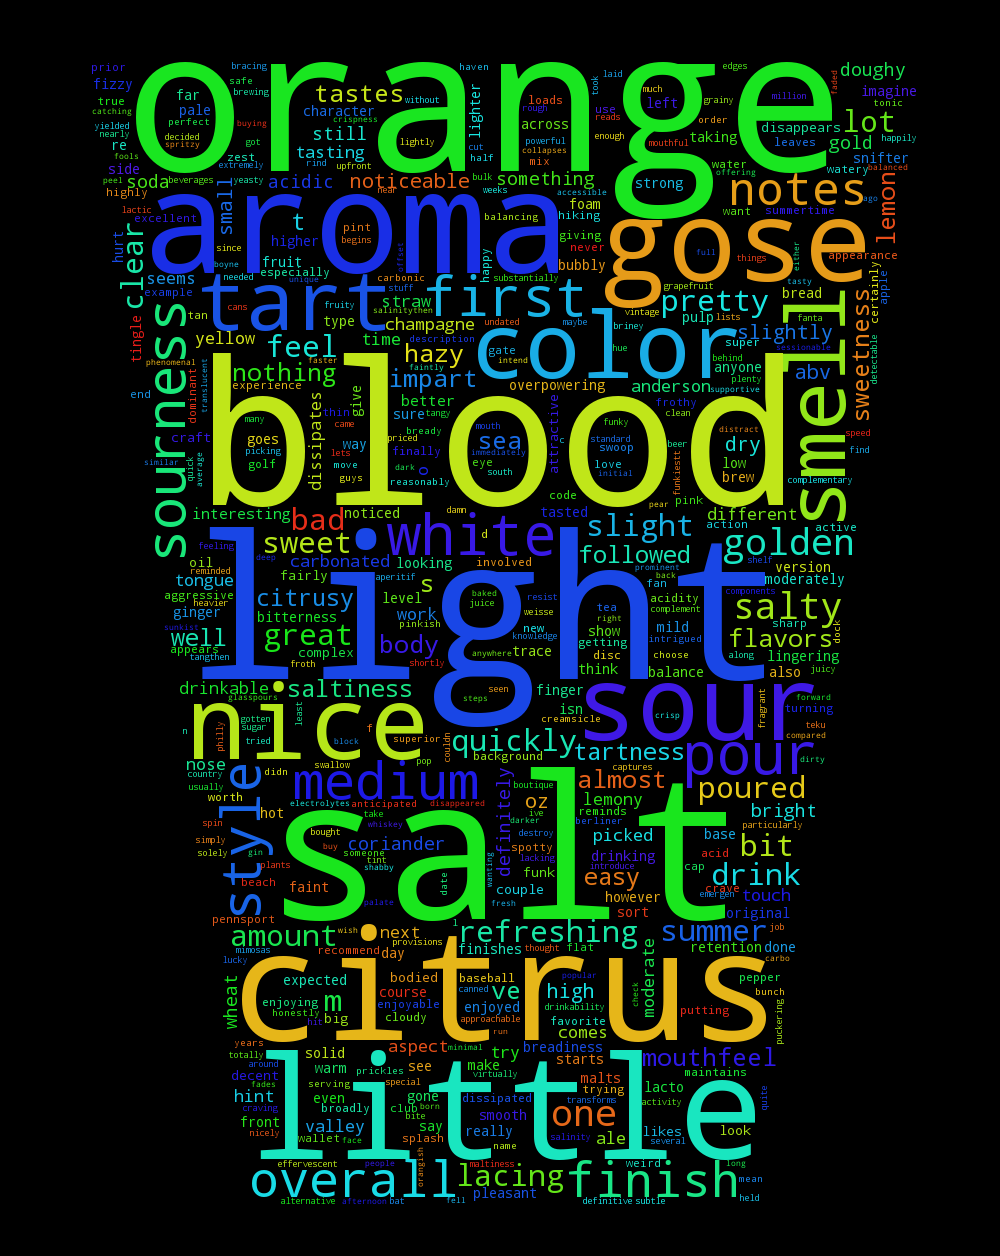 orange
aroma
gose
blood
light
salt
citrus
little
tart
first
color
smell
sourness
notes
nice
sour
pour
medium
style
white
overall
finish
lacing
golden
salty
flavors
great
body
sweet
bad
slight
followed
different
pretty
slightly
sweetness
abv
hazy
impart
feel
nothing
clear
tastes
tasting
still
character
acidic
noticeable
something
across
lighter
lot
gold
doughy
imagine
disappears
leaves
snifter
lemon
appearance
prior
fizzy
true
catching
yielded
nearly
fools
re
side
highly
far
pale
perfect
decided
spritzy
bracing
safe
brewing
buying
got
zest
extremely
soda
beverages
yeasty
peel
lactic
excellent
small
hurt
since
boyne
needed
seems
example
fruit
especially
unique
higher
pint
begins
t
without
crispness
lightly
cut
half
upfront
rind
near
haven
rough
loads
powerful
collapses
mix
bulk
weeks
accessible
foam
hiking
balancing
giving
never
bubbly
happy
substantially
took
laid
use
reads
enough
much
left
edges
grainy
order
taking
mouthful
water
offering
strong
want
summertime
million
faded
tonic
happily
watery
balanced
ago
full
things
either
tasty
certainly
apple
grapefruit
vintage
lists
pulp
bread
fanta
super
behind
anyone
plenty
supportive
sessionable
detectable
speed
find
complementary
tingle
phenomenal
end
tan
yellow
cans
type
fruity
carbonic
stuff
straw
salinitythen
champagne
time
description
undated
maybe
briney
hue
gate
intend
overpowering
anderson
faster
faintly
experience
better
give
dissipates
thin
sure
tangy
came
lets
bready
priced
finally
way
many
goes
picking
golf
move
guys
dark
reasonably
o
eye
sea
mouth
immediately
south
standard
swoop
love
initial
funky
attractive
frothy
clean
beer
funkiestt
distract
dry
low
brew
code
c
pear
pink
tasted
damn
d
noticed
interesting
craft
similar
quick
average
dominant
translucent
action
active
version
shelf
moderately
components
sharp
dock
lingering
juicy
along
also
choose
balance
intrigued
mild
right
complement
complex
acidity
fan
back
prominent
tea
show
getting
disc
think
resist
new
weisse
knowledge
anywhere
trace
baked
juice
involved
looking
carbonated
aperitif
s
level
work
pinkish
citrusy
bitterness
fairly
deep
feeling
oil
reminded
tongue
aggressive
heavier
ginger
sunkist
well
appears
tangthen
froth
shortly
drinkable
saltiness
glasspours
least
gotten
sugar
tried
n
philly
nose
country
usually
didn
block
f
swallow
superior
couldn
pop
background
quickly
steps
seen
finger
isn
creamsicle
tartness
crisp
fragrant
forward
turning
teku
compared
dirty
captures
almost
lemony
reminds
berliner
poured
bright
particularly
picked
base
bit
drinking
introduce
acid
cap
drink
crave
emergen
touch
original
easy
however
sort
oz
boutique
ive
darker
destroy
spotty
lacking
funk
couple
fresh
wanting
definitely
disappeared
anticipated
electrolytes
take
whiskey
coriander
someone
tint
shabby
bought
buy
hot
worth
spin
simply
solely
gin
plants
beach
faint
date
palate
pennsport
amount
mimosas
lucky
wish
next
provisions
day
recommend
l
refreshing
finishes
thought
flat
summer
job
retention
done
carbo
pepper
bunch
puckering
putting
moderate
check
high
popular
drinkability
favorite
comes
ve
baseball
canned
enjoyed
approachable
run
bodied
course
enjoyable
cloudy
expected
m
enjoying
honestly
hit
big
wheat
years
totally
around
decent
fades
hint
craving
front
nicely
solid
warm
serving
even
broadly
valley
wallet
face
prickles
see
special
club
born
gone
bite
say
splash
aspect
minimal
try
make
virtually
breadiness
starts
dissipated
smooth
really
name
transforms
malts
trying
lacto
activity
salinity
one
ale
likes
several
mouthfeel
maintains
quite
look
long
mean
held
weird
subtle
definitive
maltiness
pleasant
fell
orangish
people
effervescent
alternative
afternoon
bat